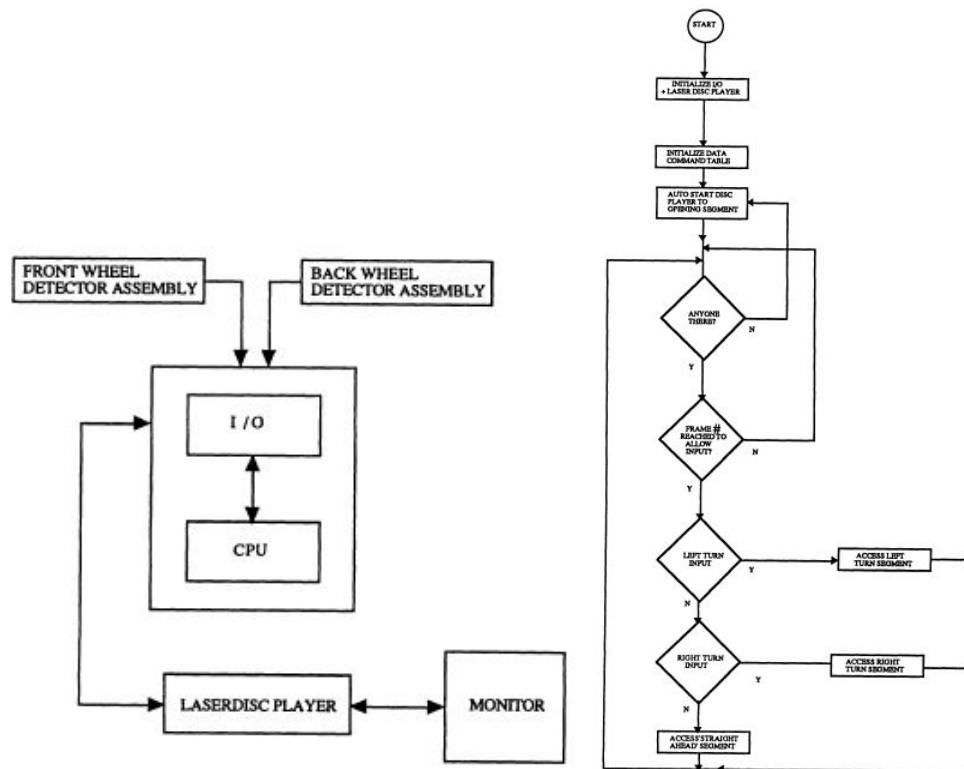 FRONT WHEEL
DETECTOR ASSEMBLY
BACK WHEEL
DETECTOR ASSEMBLY
I / O
CPU
LASERDISC PLAYER
MONITOR
START
INITIALIZE I/O
+ LASER DISC PLAYER
INITIALIZE DATA
COMMAND TABLE
AUTO START DISC
PLAYER TO
OPENING SEGMENT
ANYONE
THERE?
N
Y
FRAME #
REACHED TO
ALLOW
INPUT?
N
Y
LEFT TURN
INPUT
Y
N
ACCESS LEFT
TURN SEGMENT
RIGHT TURN
INPUT
Y
N
ACCESS RIGHT
TURN SEGMENT
ACCESS'STRAIGHT
AHEAD' SEGMENT